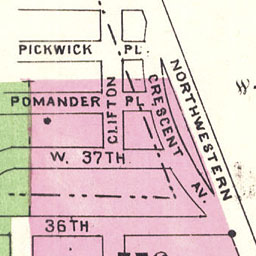 PICKWICK PL.
POMANDER PL.
CLIFTON
CRESCENT AV.
NORTHWESTERN
W. 37TH
36TH
W.